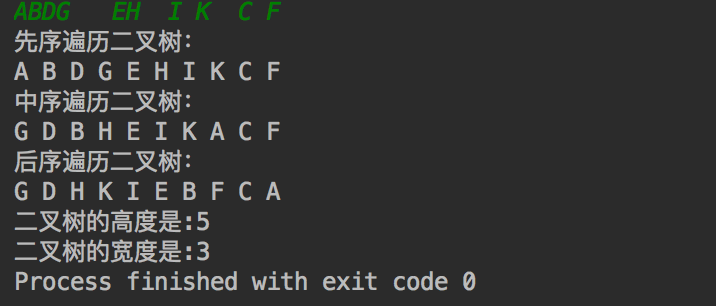 ABDG   EH  I K  C F
先序遍历二叉树：
A B D G E H I K C F
中序遍历二叉树：
G D B H E I K A C F
后序遍历二叉树：
G D H K I E B F C A
二叉树的高度是:5
二叉树的宽度是:3
Process finished with exit code 0